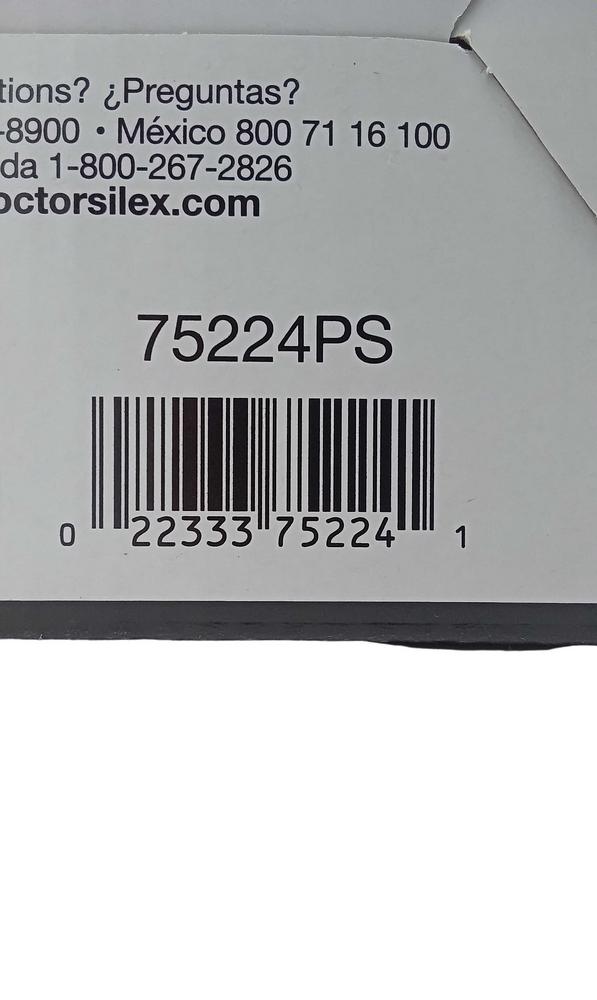 tions? ¿Preguntas?
-8900 • México 800 71 16 100
da 1-800-267-2826
octorsilex.com
75224PS
0 22333 75224 1